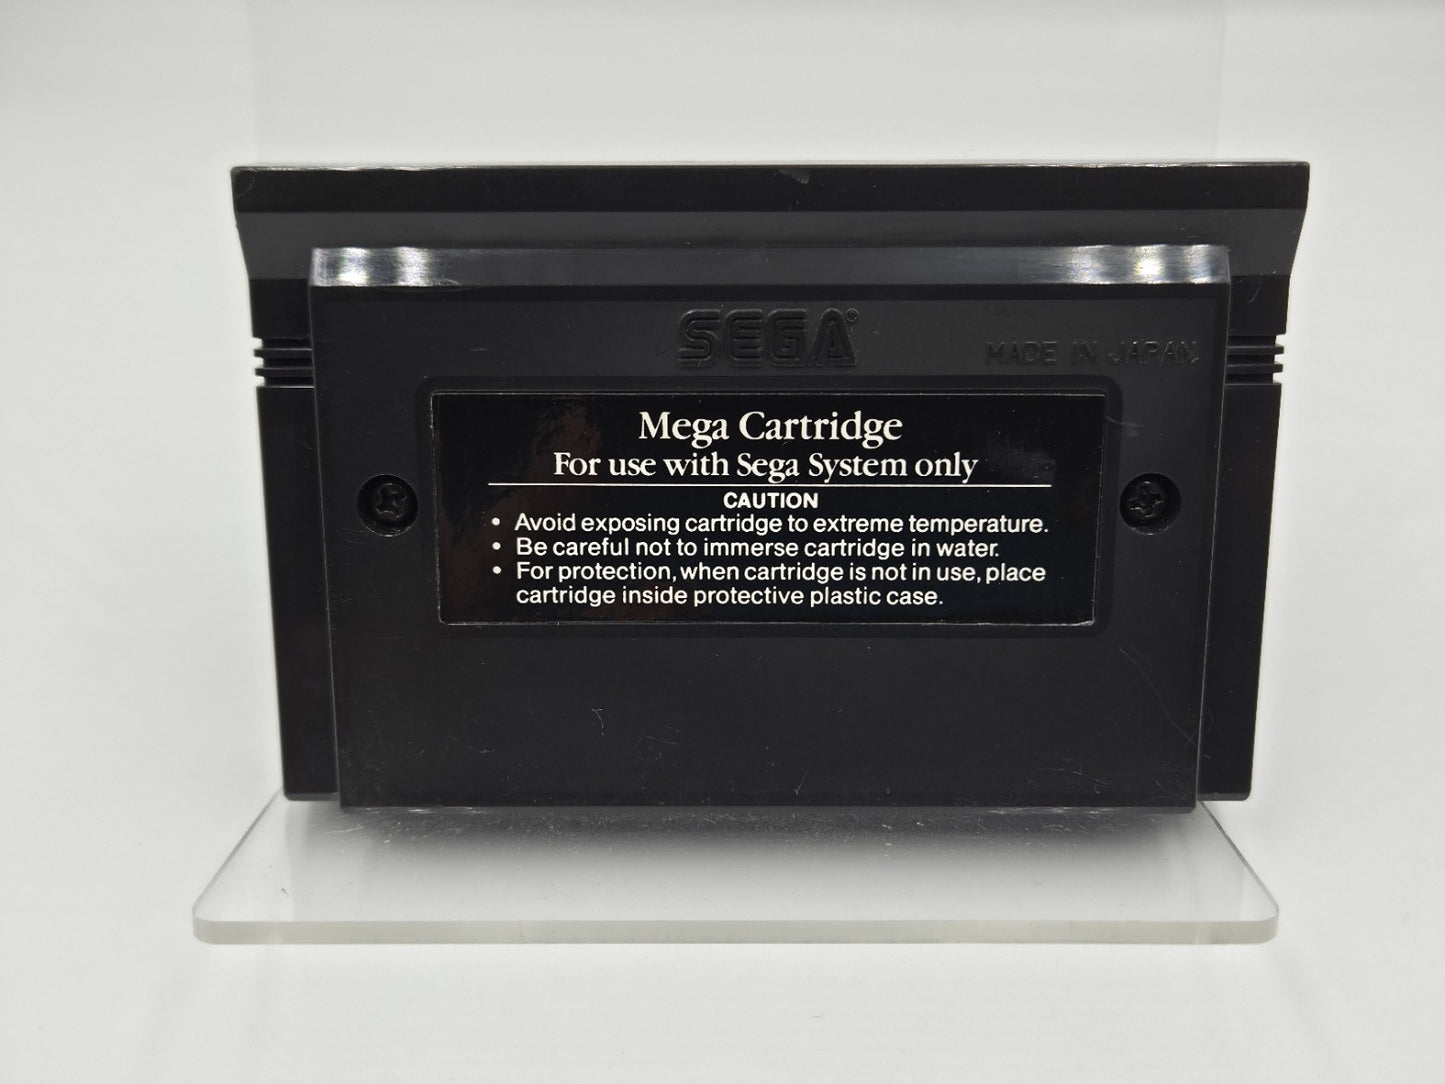 SEGA®
MADE IN JAPAN
Mega Cartridge
For use with Sega System only
CAUTION
• Avoid exposing cartridge to extreme temperature.
• Be careful not to immerse cartridge in water.
• For protection, when cartridge is not in use, place
cartridge inside protective plastic case.